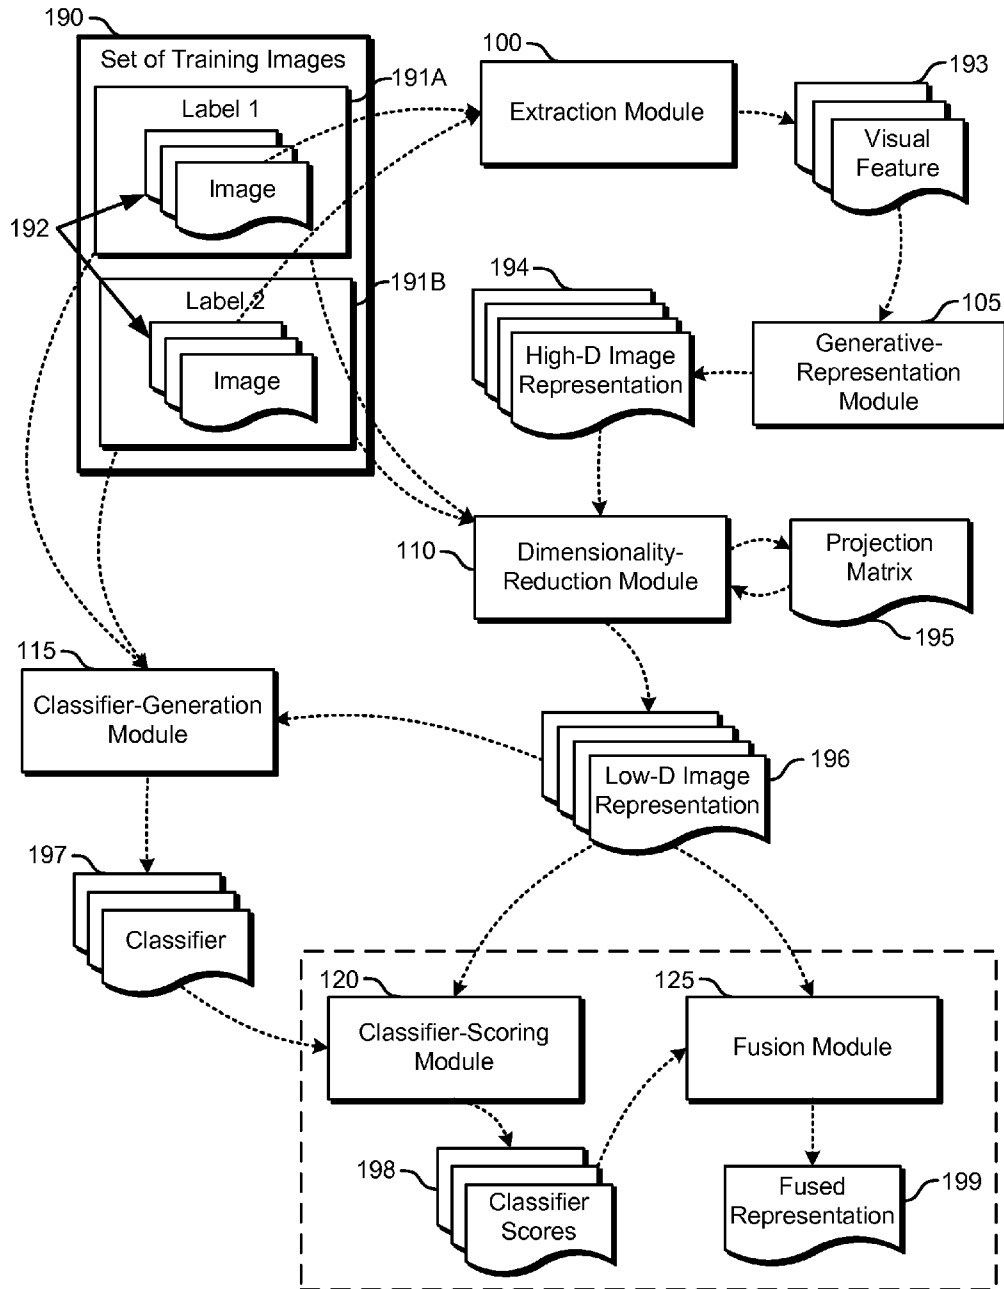 190
Set of Training Images
191A
Label 1
Image
192
191B
Label 2
Image
100
Extraction Module
193
Visual
Feature
194
High-D Image
Representation
105
Generative-
Representation
Module
110
Dimensionality-
Reduction Module
Projection
Matrix
195
115
Classifier-Generation
Module
Low-D Image
Representation
196
197
Classifier
120
Classifier-Scoring
Module
125
Fusion Module
198
Classifier
Scores
Fused
Representation
199